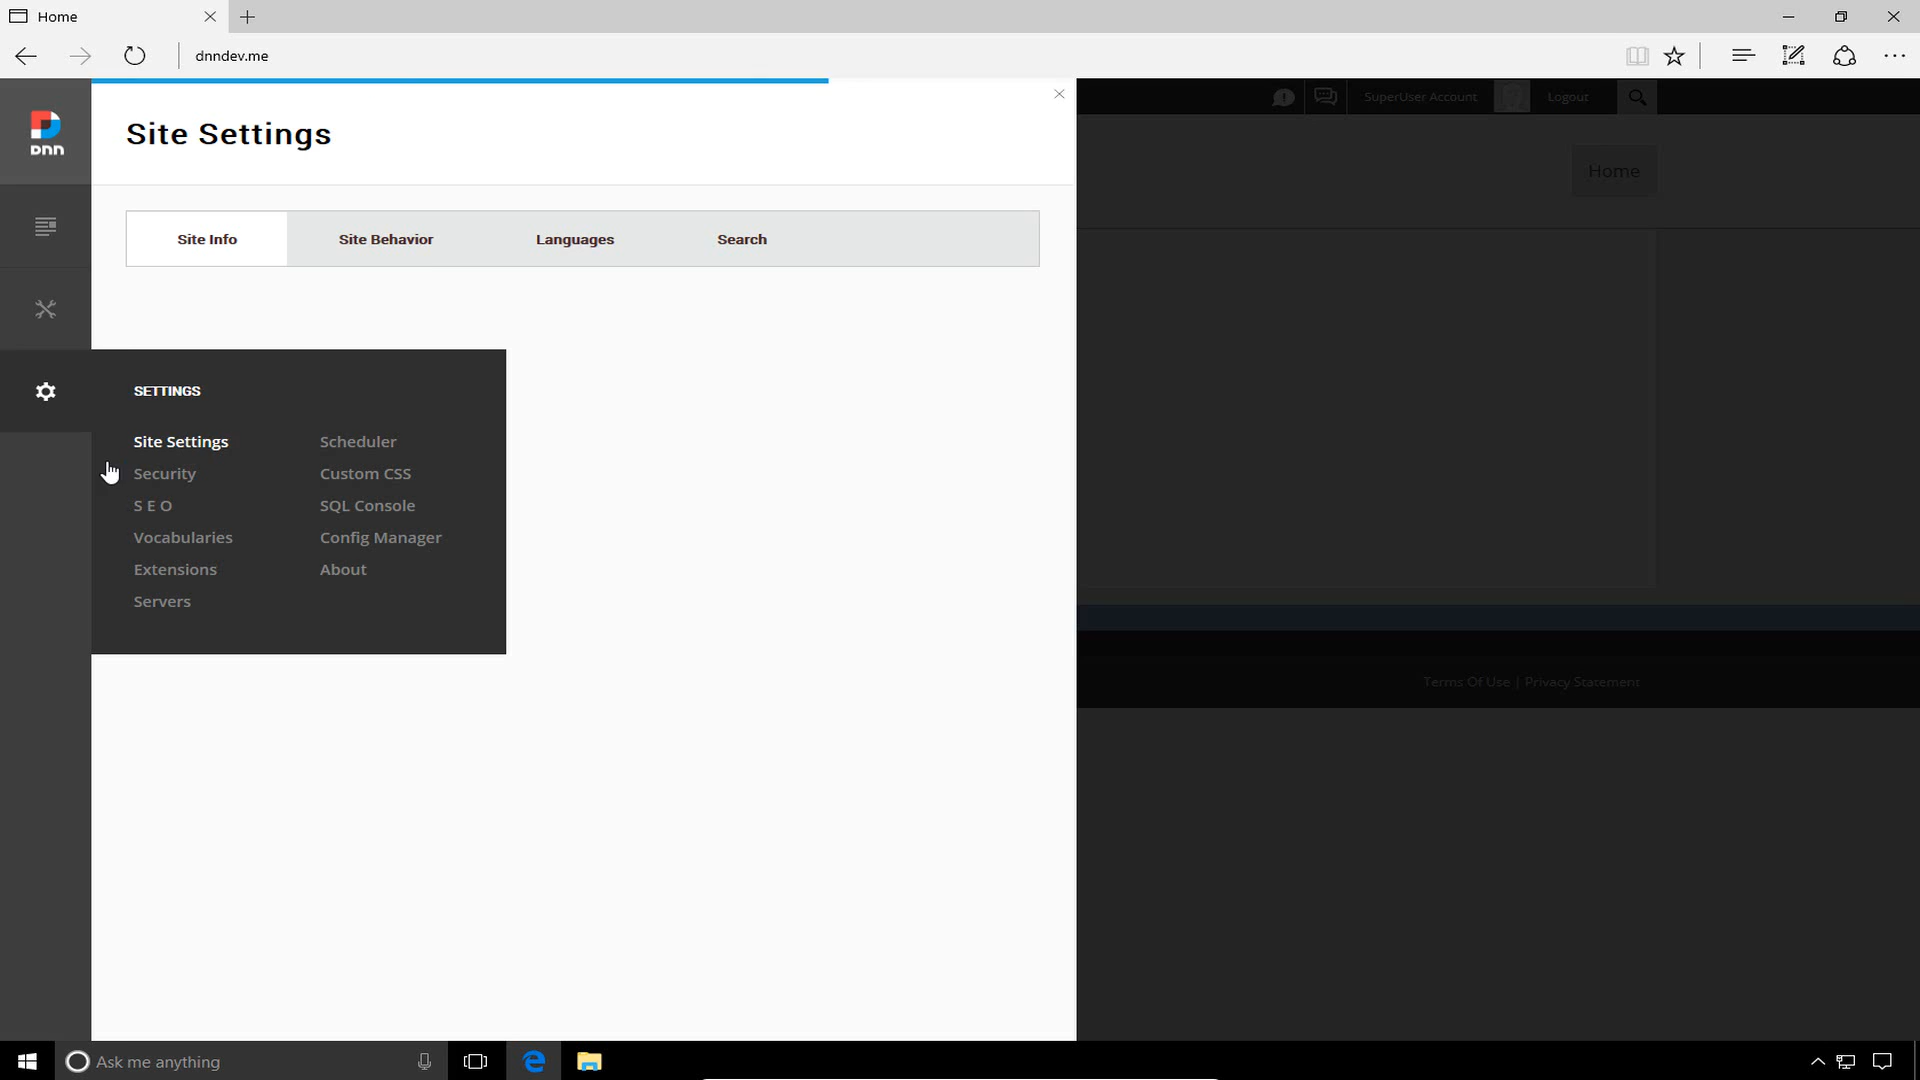 Home
dnndev.me
SuperUser Account
Logout
DNN
Site Settings
Home
Site Info
Site Behavior
Languages
Search
SETTINGS
Site Settings
Scheduler
Security
Custom CSS
S E O
SQL Console
Vocabularies
Config Manager
Extensions
About
Servers
Terms Of Use | Privacy Statement
Ask me anything